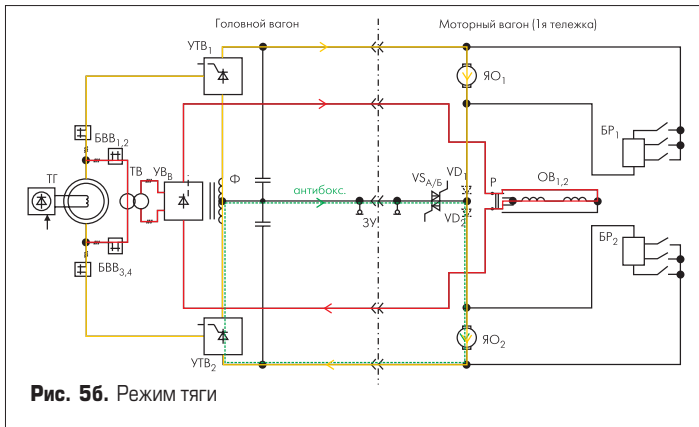 Головной вагон
Моторный вагон (1я тележка)
УТВ1
ЯО1
БВВ1,2
ТВ
УВВ
ТГ
Ф
антибокс.
ЗУ
VSА/Б
VD1
VD2
Р
ОВ1,2
БР1
БР2
БВВ3,4
УТВ2
ЯО2
Рис. 5б. Режим тяги